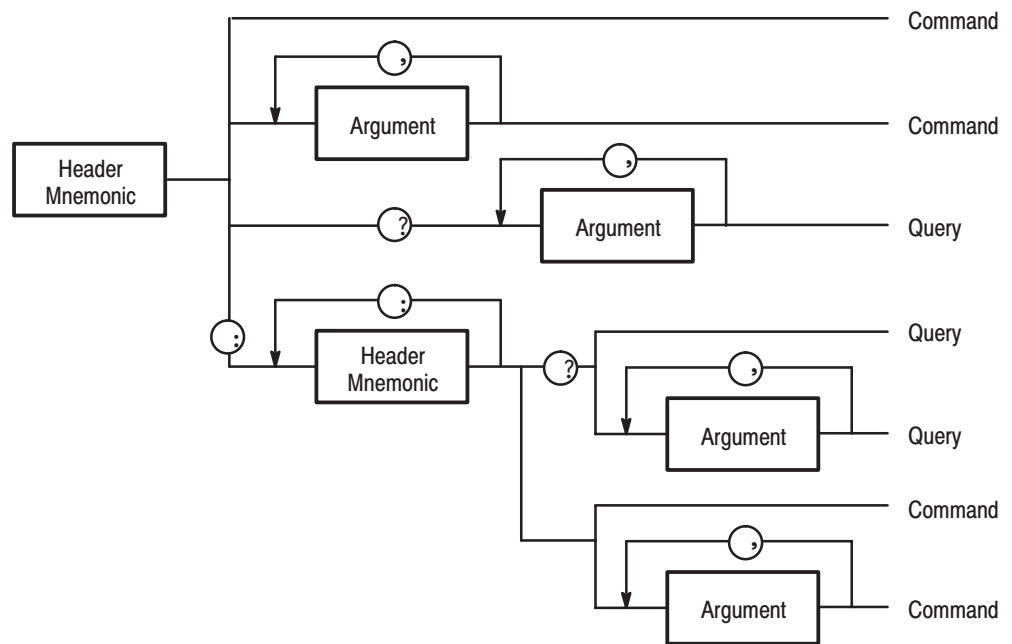 Command
,
Argument
Command
Header
Mnemonic
,
?
Argument
Query
:
:
Header
Mnemonic
?
Query
,
Argument
Query
Command
,
Argument
Command